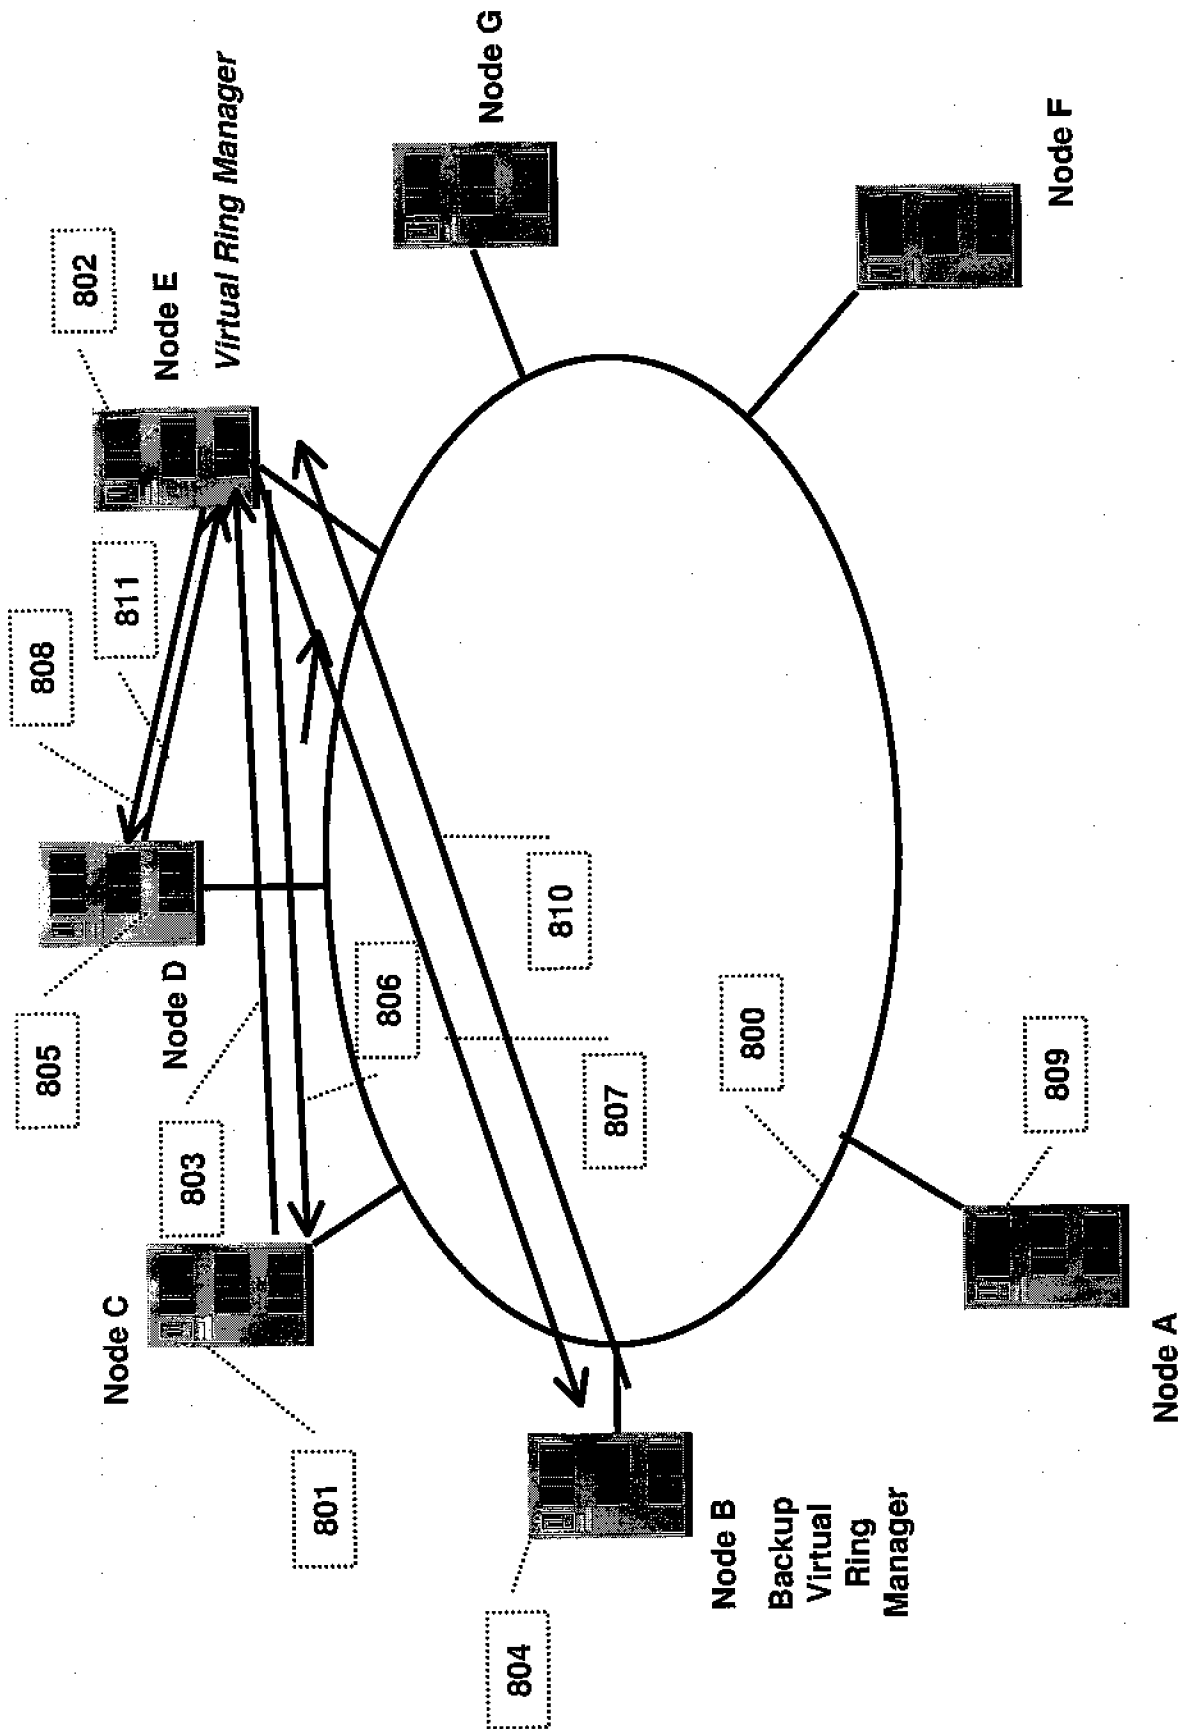 805
808
802
Node C
811
Node E
Node D
803
Virtual Ring Manager
801
806
Node G
804
810
807
Node B
800
Backup
Virtual
Ring
Manager
809
Node F
Node A